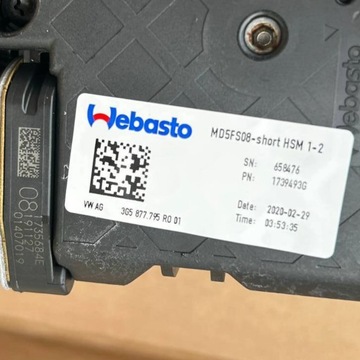 Webasto
MD5FS08-short HSM 1-2
SN: 658476
PN: 1739493G
VW AG 3G5 877.795 RD 01
Date: 2020-02-29
Time: 03:53:35